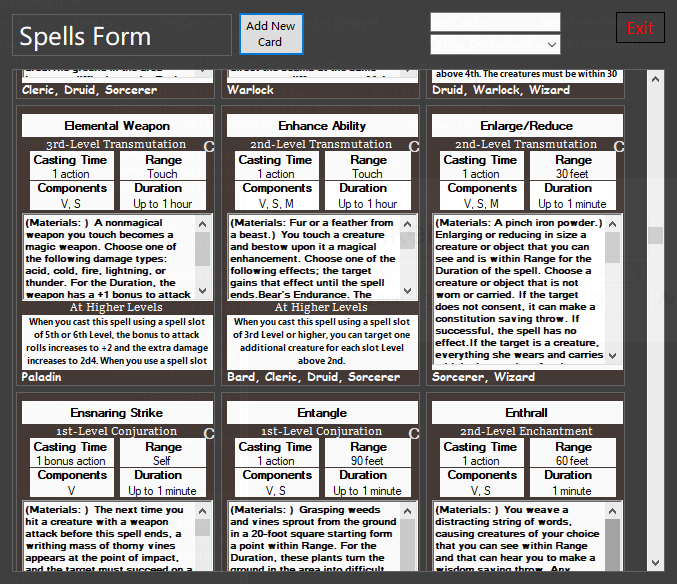 Spells Form
Add New
Card
Exit
above 4th. The creatures must be within 30
Cleric, Druid, Sorcerer
Warlock
Druid, Warlock, Wizard
Elemental Weapon
3rd-Level Transmutation
C
Casting Time
Range
1 action
Touch
Components
Duration
V, S
Up to 1 hour
(Materials: ) A nonmagical
weapon you touch becomes a
magic weapon. Choose one of
the following damage types:
acid, cold, fire, lightning, or
thunder. For the Duration, the
weapon has a +1 bonus to attack
At Higher Levels
When you cast this spell using a spell slot
of 5th or 6th Level, the bonus to attack
rolls increases to +2 and the extra damage
increases to 2d4. When you use a spell slot
Paladin
Enhance Ability
2nd-Level Transmutation
C
Casting Time
Range
1 action
Touch
Components
Duration
V, S, M
Up to 1 hour
(Materials: Fur or a feather from
a beast.) You touch a creature
and bestow upon it a magical
enhancement. Choose one of the
following effects; the target
gains that effect until the spell
ends.Bear's Endurance. The
At Higher Levels
When you cast this spell using a spell slot
of 3rd Level or higher, you can target one
additional creature for each slot Level
above 2nd.
Bard, Cleric, Druid, Sorcerer
Enlarge/Reduce
2nd-Level Transmutation
C
Casting Time
Range
1 action
30 feet
Components
Duration
V, S, M
Up to 1 minute
(Materials: A pinch iron powder.)
Enlarging or reducing in size a
creature or object that you can
see and is within Range for the
Duration of the spell. Choose a
creature or object that is not
worn or carried. If the target
does not consent, it can make a
constitution saving throw. If
successful, the spell has no
effect.If the target is a creature,
everything she wears and carries
Sorcerer, Wizard
Ensnaring Strike
1st-Level Conjuration
C
Casting Time
Range
1 bonus action
Self
Components
Duration
V
Up to 1 minute
(Materials: ) The next time you
hit a creature with a weapon
attack before this spell ends, a
writhing mass of thorny vines
appears at the point of impact,
and the target must succeed on a
Entangle
1st-Level Conjuration
C
Casting Time
Range
1 action
90 feet
Components
Duration
V, S
Up to 1 minute
(Materials: ) Grasping weeds
and vines sprout from the ground
in a 20-foot square starting form
a point within Range. For the
Duration, these plants turn the
ground in the area into difficult
Enthrall
2nd-Level Enchantment
Casting Time
Range
1 action
60 feet
Components
Duration
V, S
1 minute
(Materials: ) You weave a
distracting string of words,
causing creatures of your choice
that you can see within Range
and that can hear you to make a
wisdom saving throw. Any